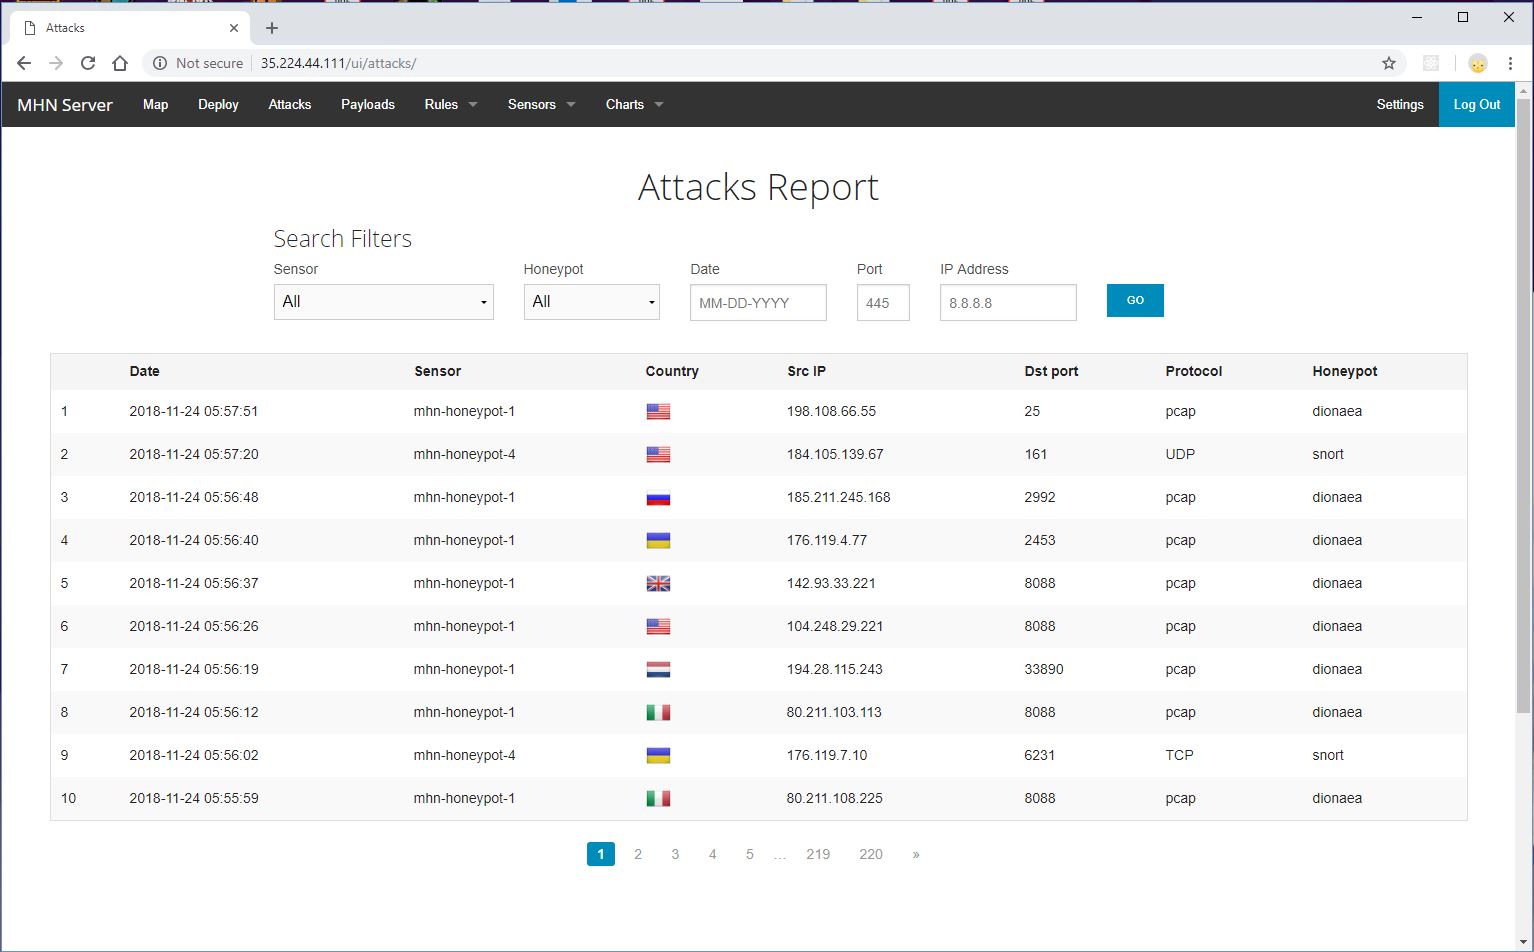 Attacks
Not secure 35.224.44.111/ui/attacks/
MHN Server Map Deploy Attacks Payloads Rules Sensors Charts Settings Log Out
Attacks Report
Search Filters
Sensor Honeypot Date Port IP Address
All All MM-DD-YYYY 445 8.8.8.8 GO
Date Sensor Country Src IP Dst port Protocol Honeypot
1 2018-11-24 05:57:51 mhn-honeypot-1 198.108.66.55 25 pcap dionaea
2 2018-11-24 05:57:20 mhn-honeypot-4 184.105.139.67 161 UDP snort
3 2018-11-24 05:56:48 mhn-honeypot-1 185.211.245.168 2992 pcap dionaea
4 2018-11-24 05:56:40 mhn-honeypot-1 176.119.4.77 2453 pcap dionaea
5 2018-11-24 05:56:37 mhn-honeypot-1 142.93.33.221 8088 pcap dionaea
6 2018-11-24 05:56:26 mhn-honeypot-1 104.248.29.221 8088 pcap dionaea
7 2018-11-24 05:56:19 mhn-honeypot-1 194.28.115.243 33890 pcap dionaea
8 2018-11-24 05:56:12 mhn-honeypot-1 80.211.103.113 8088 pcap dionaea
9 2018-11-24 05:56:02 mhn-honeypot-4 176.119.7.10 6231 TCP snort
10 2018-11-24 05:55:59 mhn-honeypot-1 80.211.108.225 8088 pcap dionaea
1 2 3 4 5 … 219 220 »